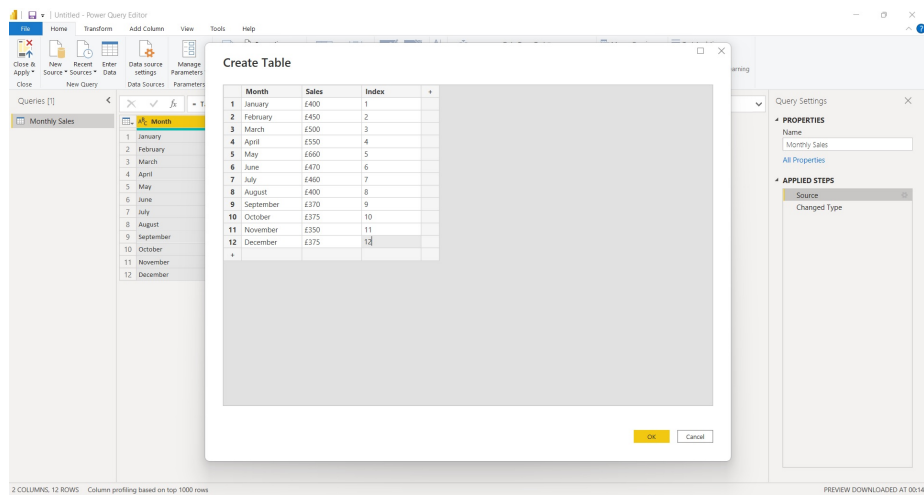 Untitled - Power Query Editor
File Home Transform Add Column View Tools Help
Close & Apply
New Source
Recent Sources
Enter Data
Data source settings
Manage Parameters
Close New Query Data Sources Parameters
Queries [1]
Monthly Sales
fx = T
ABC Month
1 January
2 February
3 March
4 April
5 May
6 June
7 July
8 August
9 September
10 October
11 November
12 December
Create Table
Month Sales Index +
1 January £400 1
2 February £450 2
3 March £500 3
4 April £550 4
5 May £660 5
6 June £470 6
7 July £460 7
8 August £400 8
9 September £370 9
10 October £375 10
11 November £350 11
12 December £375 12
+
OK Cancel
Query Settings
PROPERTIES
Name
Monthly Sales
All Properties
APPLIED STEPS
Source
Changed Type
2 COLUMNS, 12 ROWS Column profiling based on top 1000 rows
PREVIEW DOWNLOADED AT 00:14